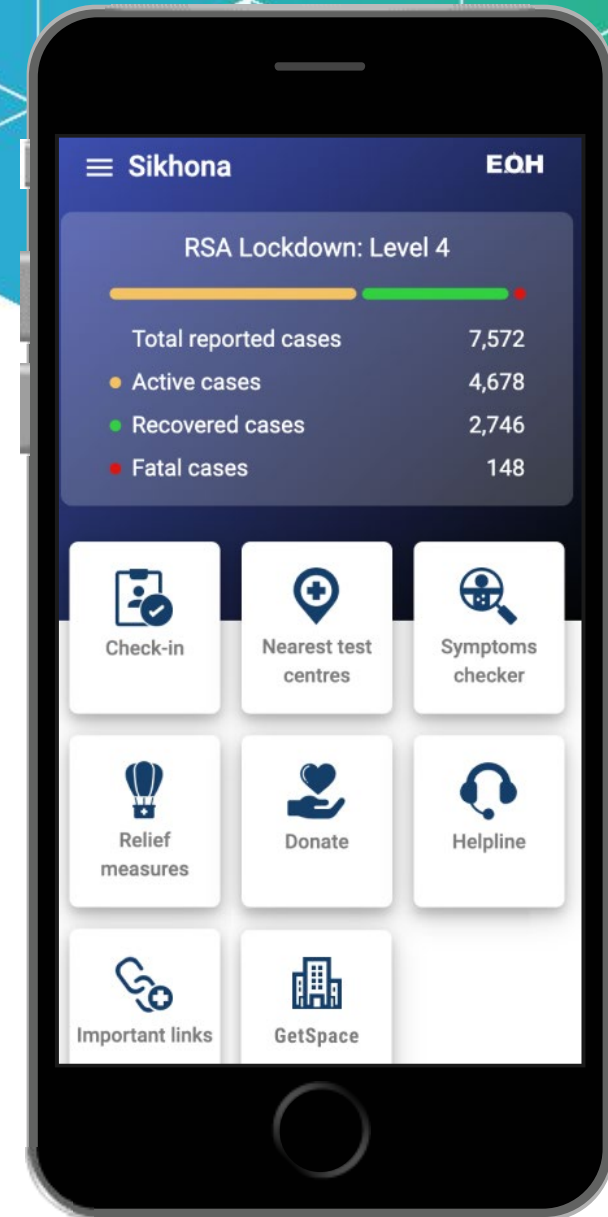 Sikhona
EOH
RSA Lockdown: Level 4
Total reported cases 7,572
Active cases 4,678
Recovered cases 2,746
Fatal cases 148
Check-in
Nearest test
centres
Symptoms
checker
Relief
measures
Donate
Helpline
Important links
GetSpace